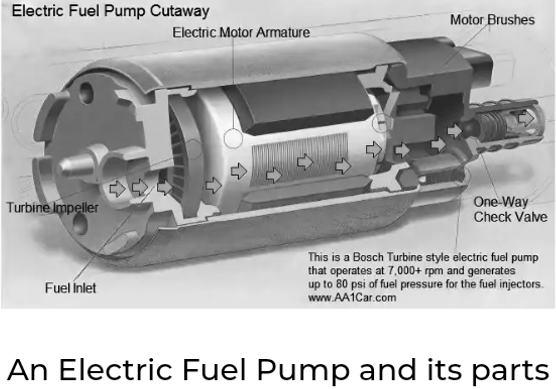 Electric Fuel Pump Cutaway
Motor Brushes
Electric Motor Armature
Turbine Impeller
One-Way
Check Valve
Fuel Inlet
This is a Bosch Turbine style electric fuel pump
that operates at 7,000+ rpm and generates
up to 80 psi of fuel pressure for the fuel injectors.
www.AA1Car.com
An Electric Fuel Pump and its parts